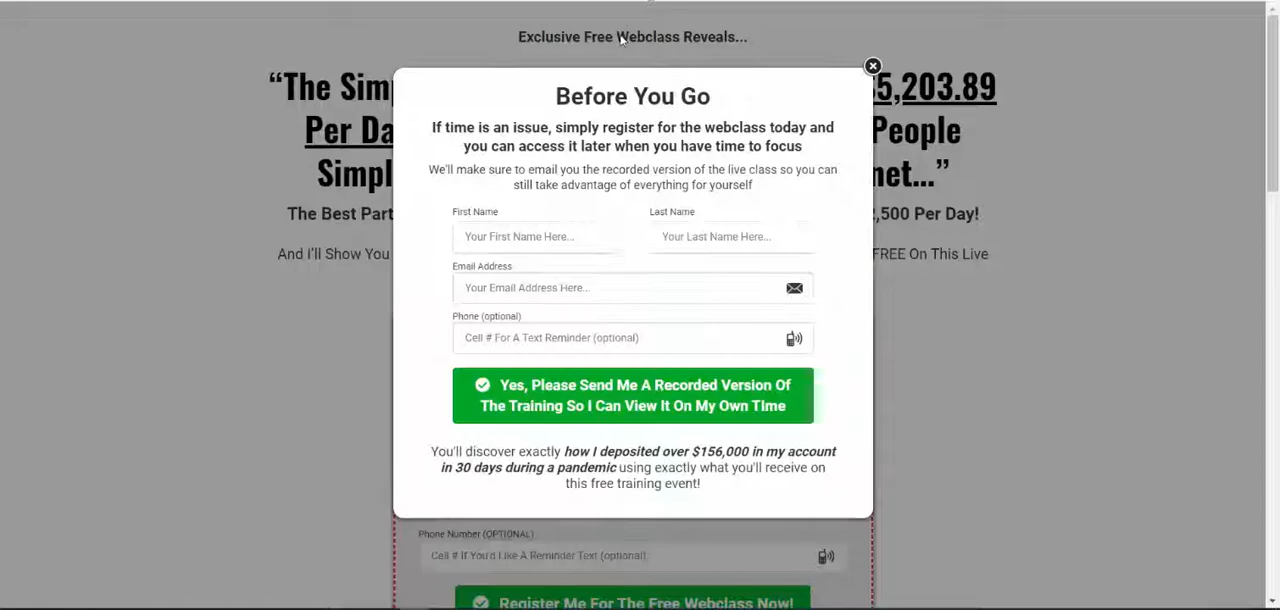 Exclusive Free Webclass Reveals...
“The Sim
5,203.89
Per Da
People
Simpl
net...”
The Best Part
,500 Per Day!
And I'll Show You
FREE On This Live
Before You Go
If time is an issue, simply register for the webclass today and
you can access it later when you have time to focus
We'll make sure to email you the recorded version of the live class so you can
still take advantage of everything for yourself
First Name
Last Name
Your First Name Here...
Your Last Name Here...
Email Address
Your Email Address Here...
Phone (optional)
Cell # For A Text Reminder (optional)
Yes, Please Send Me A Recorded Version Of
The Training So I Can View It On My Own TIme
You'll discover exactly how I deposited over $156,000 in my account
in 30 days during a pandemic using exactly what you'll receive on
this free training event!
Phone Number (OPTIONAL)
Cell # If You'd Like A Reminder Text (optional)
Register Me For The Free Webclass Now!